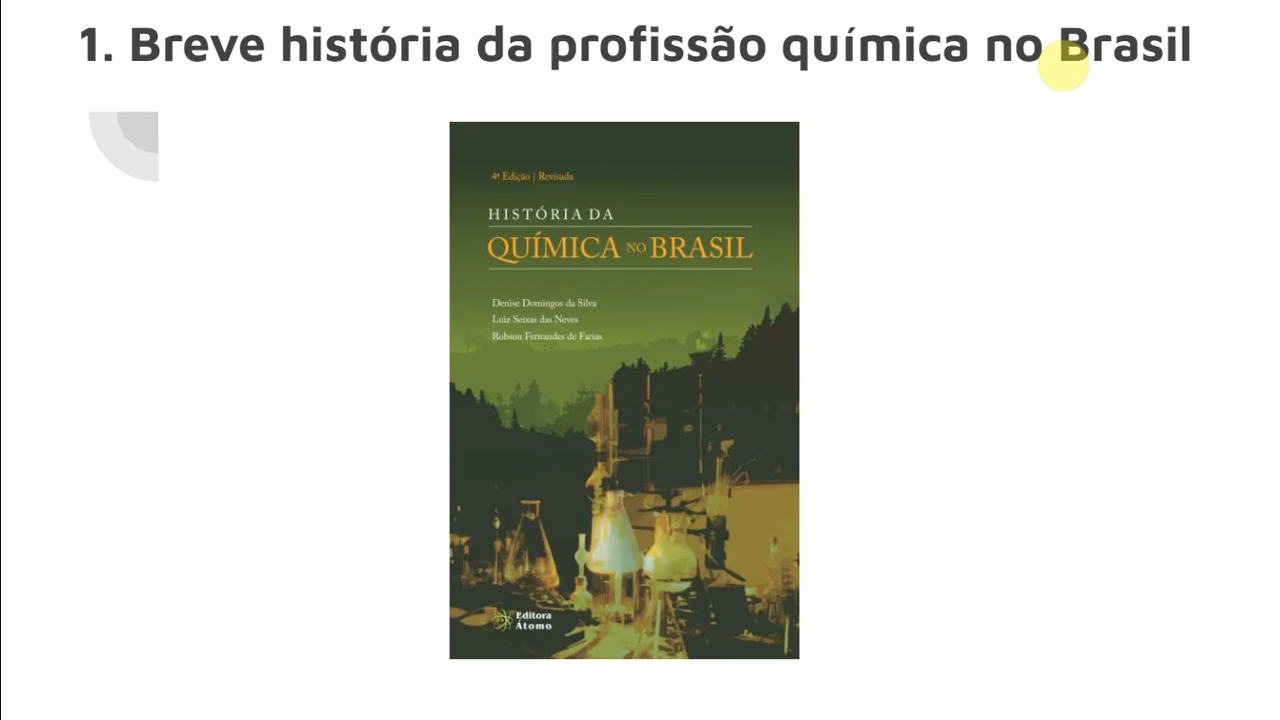 1. Breve história da profissão química no Brasil
4ª Edição | Revisada
HISTÓRIA DA
QUÍMICA NO BRASIL
Denise Domingos da Silva
Luiz Seixas das Neves
Robson Fernandes de Farias
Editora
Átomo